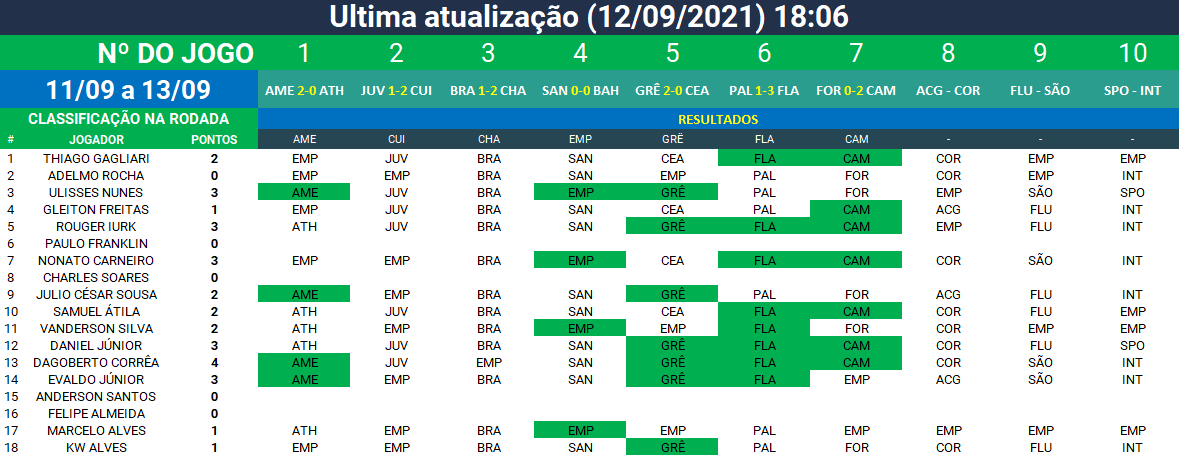 Ultima atualização (12/09/2021) 18:06
Nº DO JOGO 1 2 3 4 5 6 7 8 9 10
11/09 a 13/09 AME 2-0 ATH JUV 1-2 CUI BRA 1-2 CHA SAN 0-0 BAH GRÊ 2-0 CEA PAL 1-3 FLA FOR 0-2 CAM ACG - COR FLU - SÃO SPO - INT
CLASSIFICAÇÃO NA RODADA RESULTADOS
# JOGADOR PONTOS AME CUI CHA EMP GRÊ FLA CAM - - -
1 THIAGO GAGLIARI 2 EMP JUV BRA SAN CEA FLA CAM COR EMP EMP
2 ADELMO ROCHA 0 EMP EMP BRA SAN EMP PAL FOR COR EMP INT
3 ULISSES NUNES 3 AME JUV BRA EMP GRÊ PAL FOR EMP SÃO SPO
4 GLEITON FREITAS 1 EMP JUV BRA SAN CEA PAL CAM ACG FLU INT
5 ROUGER IURK 3 ATH JUV BRA SAN GRÊ FLA CAM EMP FLU INT
6 PAULO FRANKLIN 0
7 NONATO CARNEIRO 3 EMP EMP BRA EMP CEA FLA CAM COR SÃO INT
8 CHARLES SOARES 0
9 JULIO CÉSAR SOUSA 2 AME EMP BRA SAN GRÊ PAL FOR ACG FLU INT
10 SAMUEL ÁTILA 2 ATH JUV BRA SAN CEA FLA CAM COR FLU EMP
11 VANDERSON SILVA 2 ATH EMP BRA EMP EMP FLA FOR COR EMP EMP
12 DANIEL JÚNIOR 3 ATH JUV BRA SAN GRÊ FLA CAM COR FLU SPO
13 DAGOBERTO CORRÊA 4 AME JUV EMP SAN GRÊ FLA CAM COR SÃO INT
14 EVALDO JÚNIOR 3 AME EMP BRA SAN GRÊ FLA EMP ACG SÃO INT
15 ANDERSON SANTOS 0
16 FELIPE ALMEIDA 0
17 MARCELO ALVES 1 ATH EMP BRA EMP EMP PAL EMP EMP EMP EMP
18 KW ALVES 1 EMP EMP BRA SAN GRÊ PAL FOR COR FLU INT